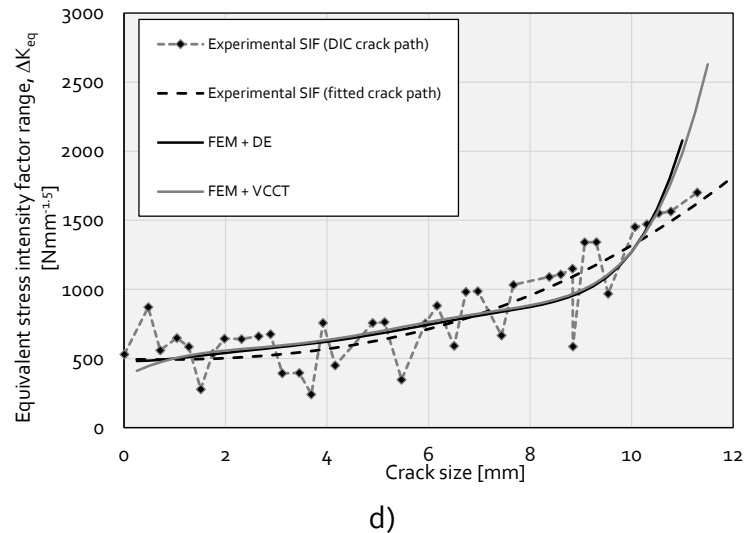 3000
2500
2000
1500
1000
500
0
Equivalent stress intensity factor range, ΔKeq
[Nmm-1.5]
Experimental SIF (DIC crack path)
Experimental SIF (fitted crack path)
FEM + DE
FEM + VCCT
0 2 4 6 8 10 12
Crack size [mm]
d)